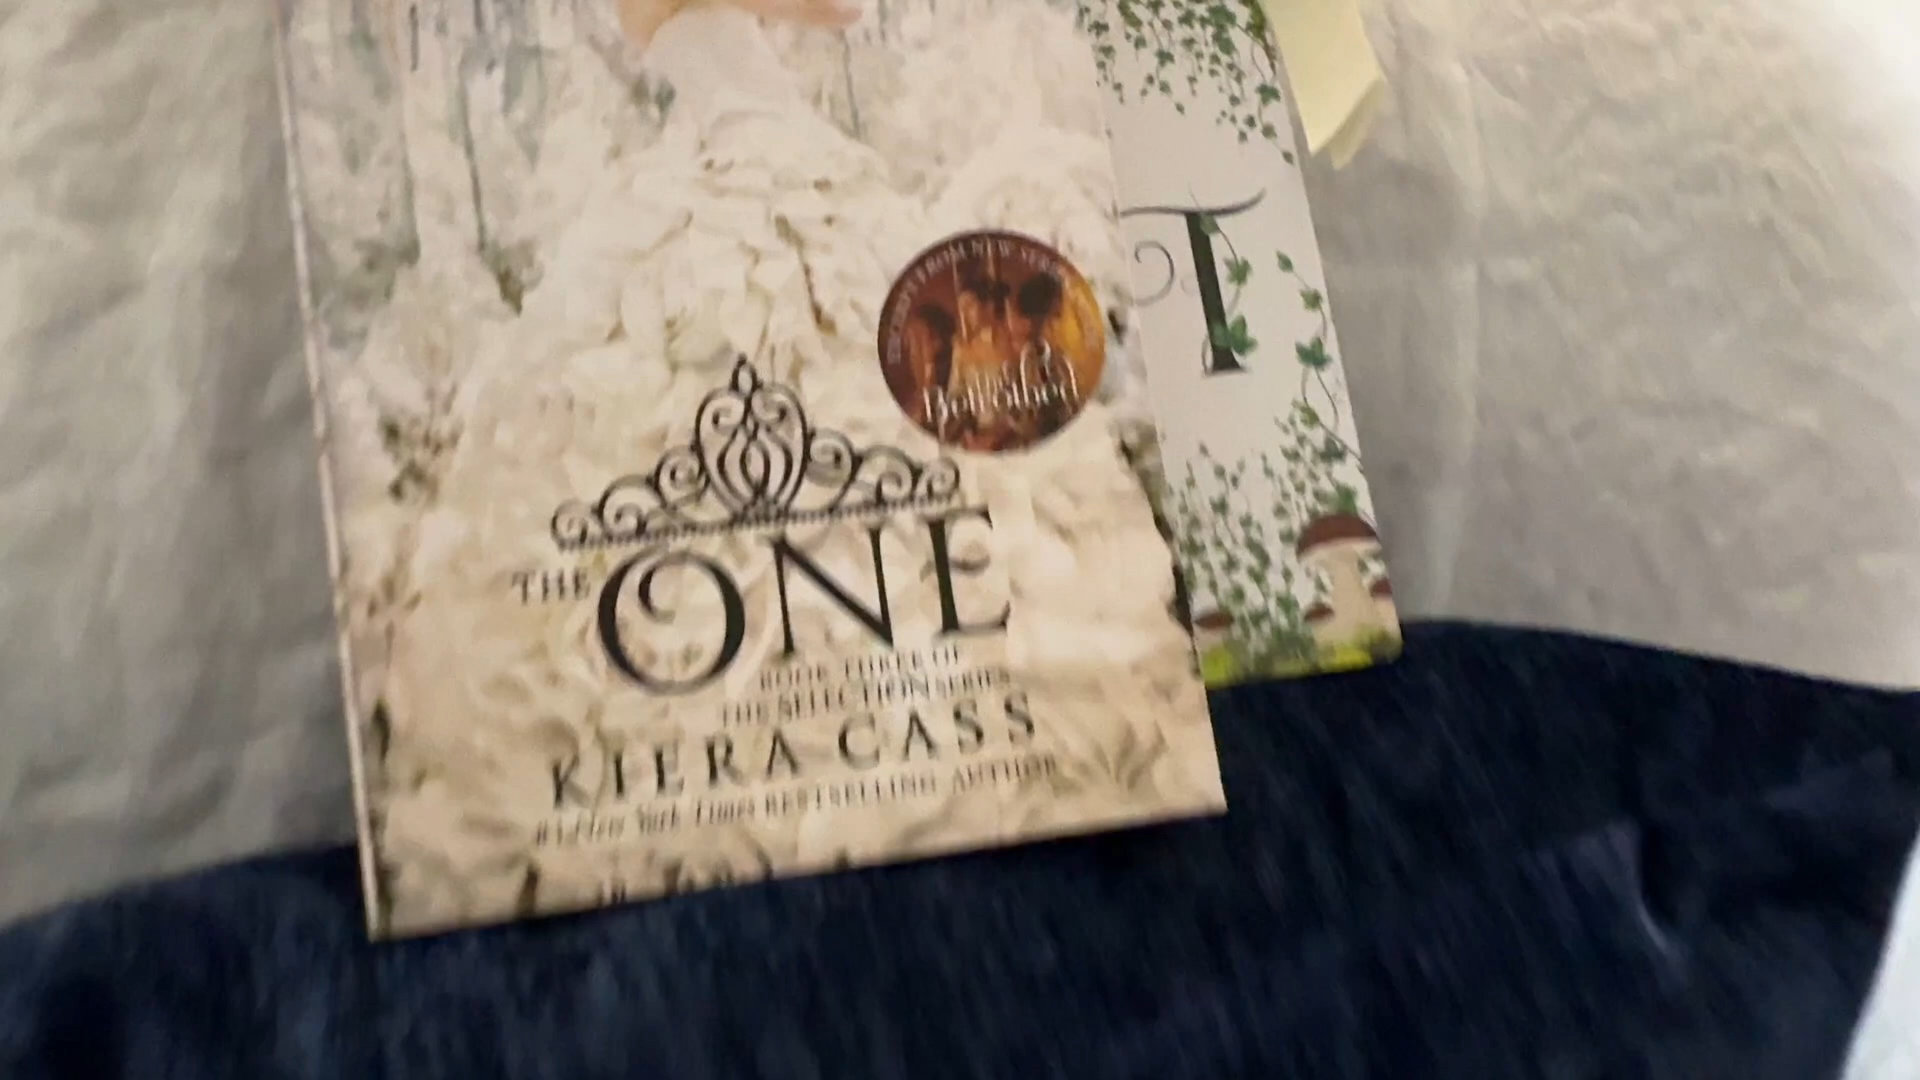 EXCERPT FROM NEW SERIES
The Betrothed
T
THE ONE
BOOK THREE OF
THE SELECTION SERIES
KIERA CASS
#1 New York Times BESTSELLING AUTHOR